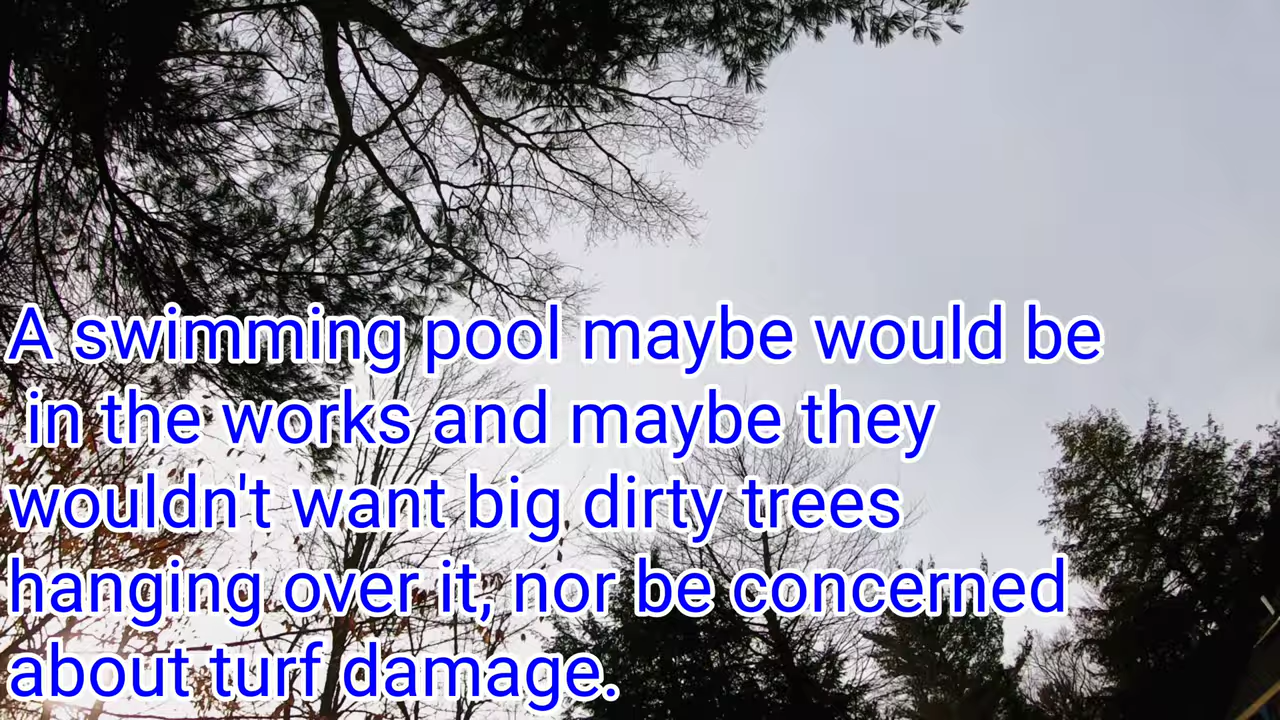 A swimming pool maybe would be
in the works and maybe they
wouldn't want big dirty trees
hanging over it, nor be concerned
about turf damage.